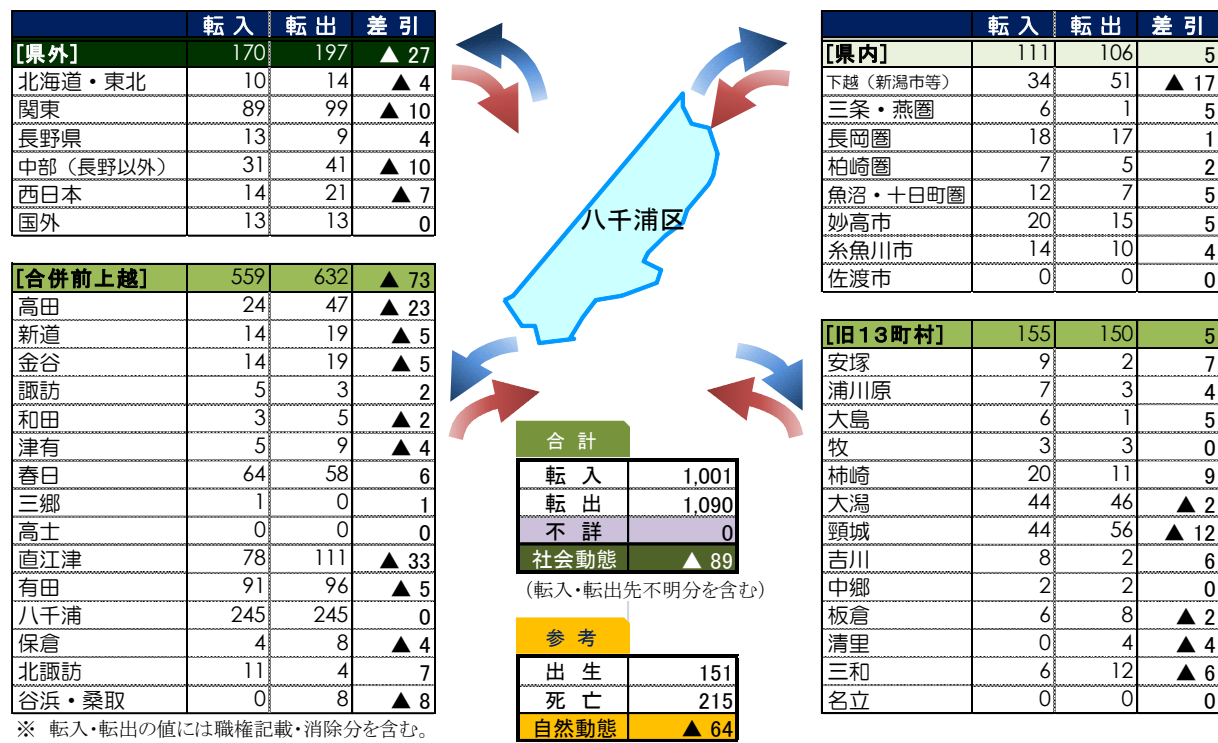 転 入 転 出 差 引
[県外] 170 197 ▲ 27
北海道・東北 10 14 ▲ 4
関東 89 99 ▲ 10
長野県 13 9 4
中部（長野以外） 31 41 ▲ 10
西日本 14 21 ▲ 7
国外 13 13 0
[合併前上越] 559 632 ▲ 73
高田 24 47 ▲ 23
新道 14 19 ▲ 5
金谷 14 19 ▲ 5
諏訪 5 3 2
和田 3 5 ▲ 2
津有 5 9 ▲ 4
春日 64 58 6
三郷 1 0 1
高士 0 0 0
直江津 78 111 ▲ 33
有田 91 96 ▲ 5
八千浦 245 245 0
保倉 4 8 ▲ 4
北諏訪 11 4 7
谷浜・桑取 0 8 ▲ 8
※ 転入・転出の値には職権記載・消除分を含む。
八千浦区
合 計
転 入 1,001
転 出 1,090
不 詳 0
社会動態 ▲ 89
（転入・転出先不明分を含む）
参 考
出 生 151
死 亡 215
自然動態 ▲ 64
転 入 転 出 差 引
[県内] 111 106 5
下越（新潟市等） 34 51 ▲ 17
三条・燕圏 6 1 5
長岡圏 18 17 1
柏崎圏 7 5 2
魚沼・十日町圏 12 7 5
妙高市 20 15 5
糸魚川市 14 10 4
佐渡市 0 0 0
[旧13町村] 155 150 5
安塚 9 2 7
浦川原 7 3 4
大島 6 1 5
牧 3 3 0
柿崎 20 11 9
大潟 44 46 ▲ 2
頸城 44 56 ▲ 12
吉川 8 2 6
中郷 2 2 0
板倉 6 8 ▲ 2
清里 0 4 ▲ 4
三和 6 12 ▲ 6
名立 0 0 0